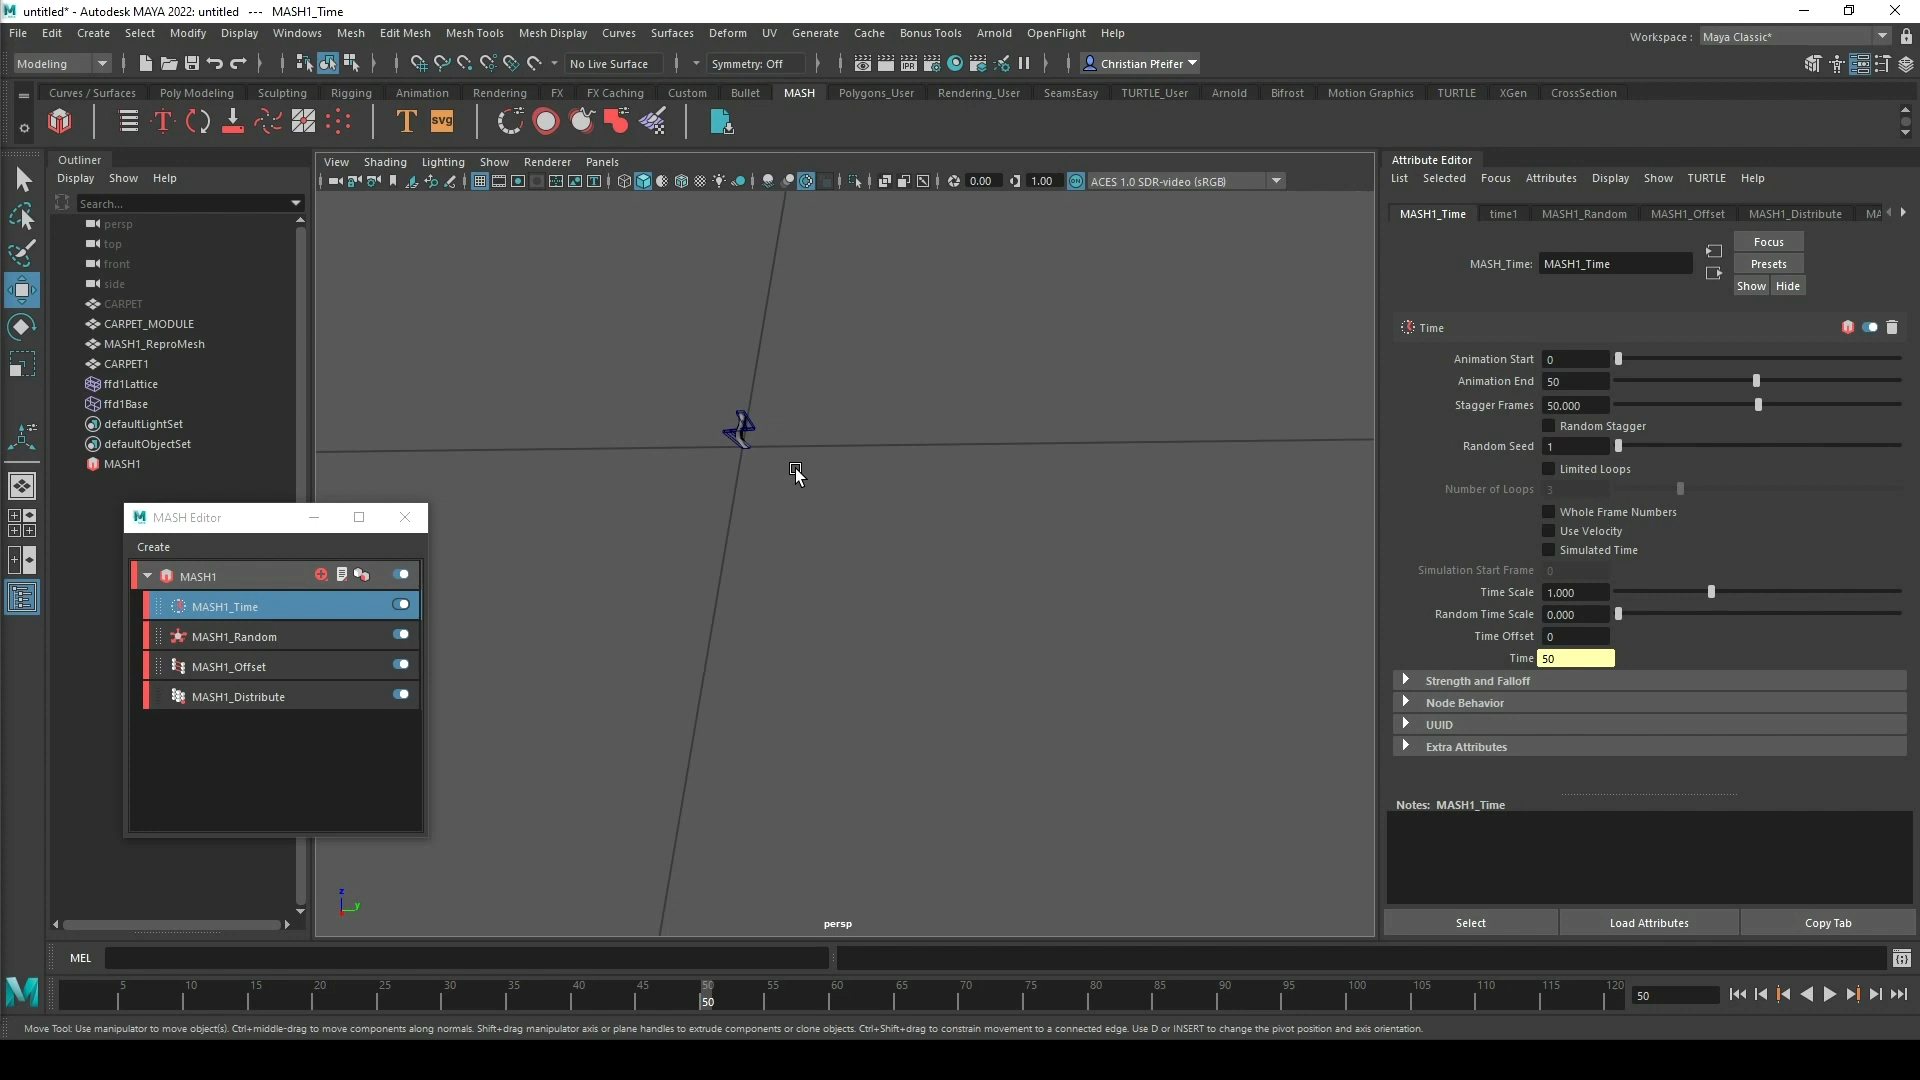 untitled* - Autodesk MAYA 2022: untitled   ---   MASH1_Time
File Edit Create Select Modify Display Windows Mesh Edit Mesh Mesh Tools Mesh Display Curves Surfaces Deform UV Generate Cache Bonus Tools Arnold OpenFlight Help
Workspace : Maya Classic*
Modeling No Live Surface Symmetry: Off IPR Christian Pfeifer
Curves / Surfaces Poly Modeling Sculpting Rigging Animation Rendering FX FX Caching Custom Bullet MASH Polygons_User Rendering_User SeamsEasy TURTLE_User Arnold Bifrost Motion Graphics TURTLE XGen CrossSection
T T svg
Outliner
Display Show Help
Search...
persp
top
front
side
CARPET
CARPET_MODULE
MASH1_ReproMesh
CARPET1
ffd1Lattice
ffd1Base
defaultLightSet
defaultObjectSet
MASH1
View Shading Lighting Show Renderer Panels
0.00 1.00 ON ACES 1.0 SDR-video (sRGB)
z
y
persp
MASH Editor
Create
MASH1
MASH1_Time
MASH1_Random
MASH1_Offset
MASH1_Distribute
Attribute Editor
List Selected Focus Attributes Display Show TURTLE Help
MASH1_Time time1 MASH1_Random MASH1_Offset MASH1_Distribute MA
Focus
MASH_Time: MASH1_Time
Presets
Show Hide
Time
Animation Start 0
Animation End 50
Stagger Frames 50.000
Random Stagger
Random Seed 1
Limited Loops
Number of Loops 3
Whole Frame Numbers
Use Velocity
Simulated Time
Simulation Start Frame 0
Time Scale 1.000
Random Time Scale 0.000
Time Offset 0
Time 50
Strength and Falloff
Node Behavior
UUID
Extra Attributes
Notes: MASH1_Time
Select Load Attributes Copy Tab
MEL
5 10 15 20 25 30 35 40 45 50 55 60 65 70 75 80 85 90 95 100 105 110 115 120
50 50
Move Tool: Use manipulator to move object(s). Ctrl+middle-drag to move components along normals. Shift+drag manipulator axis or plane handles to extrude components or clone objects. Ctrl+Shift+drag to constrain movement to a connected edge. Use D or INSERT to change the pivot position and axis orientation.